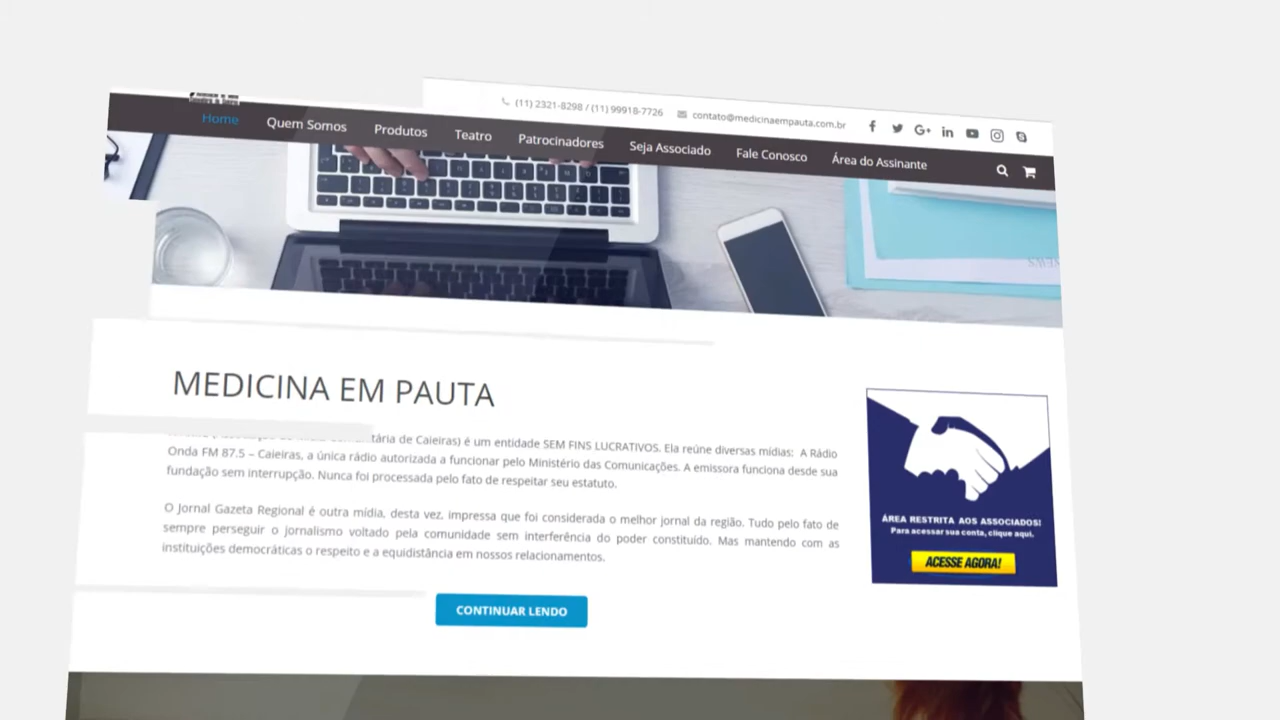 (11) 2321-8298 / (11) 99918-7726 contato@medicinaempauta.com.br
Home Quem Somos Produtos Teatro Patrocinadores Seja Associado Fale Conosco Área do Assinante
NEWS
MEDICINA EM PAUTA
de Caieiras) é um entidade SEM FINS LUCRATIVOS. Ela reúne diversas mídias: A Rádio
Onda FM 87.5 – Caieiras, a única rádio autorizada a funcionar pelo Ministério das Comunicações. A emissora funciona desde sua
fundação sem interrupção. Nunca foi processada pelo fato de respeitar seu estatuto.
O Jornal Gazeta Regional é outra mídia, desta vez, impressa que foi considerada o melhor jornal da região. Tudo pelo fato de
sempre perseguir o jornalismo voltado pela comunidade sem interferência do poder constituído. Mas mantendo com as
instituições democráticas o respeito e a equidistância em nossos relacionamentos.
CONTINUAR LENDO
ÁREA RESTRITA AOS ASSOCIADOS!
Para acessar sua conta, clique aqui.
ACESSE AGORA!